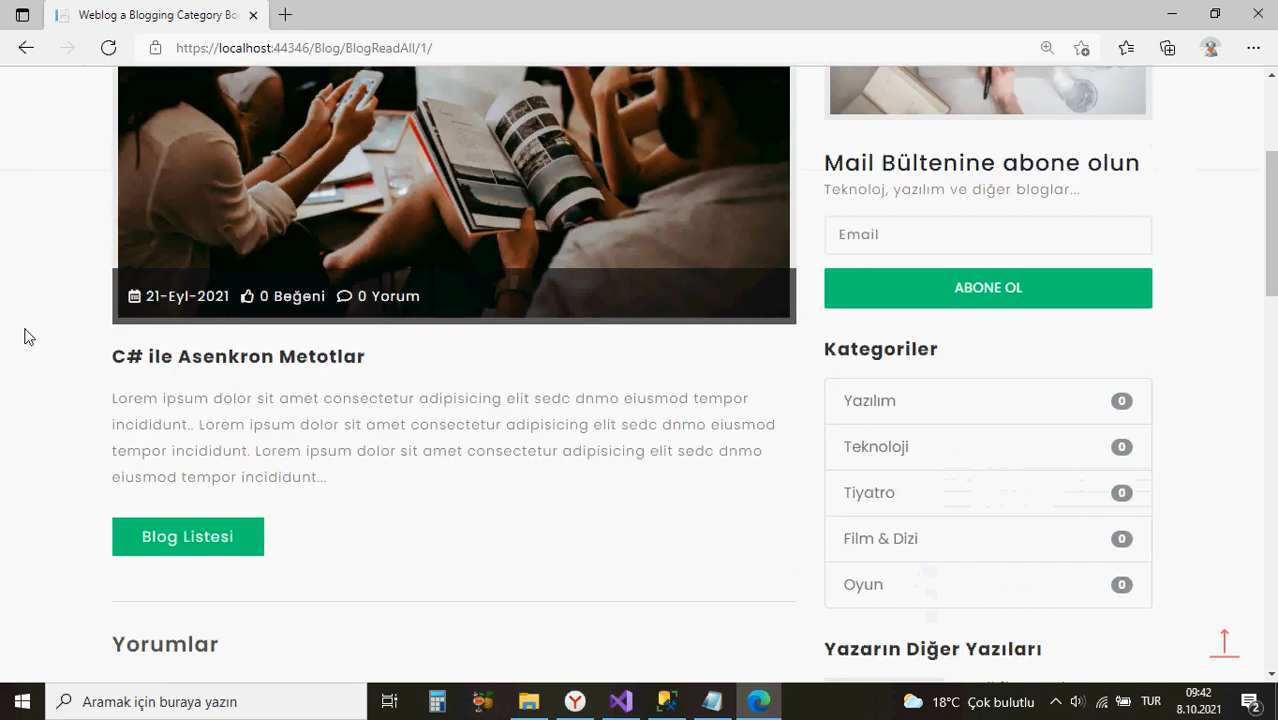 Weblog a Blogging Category Bo
https://localhost:44346/Blog/BlogReadAll/1/
21-Eyl-2021 0 Beğeni 0 Yorum
C# ile Asenkron Metotlar
Lorem ipsum dolor sit amet consectetur adipisicing elit sedc dnmo eiusmod tempor
incididunt.. Lorem ipsum dolor sit amet consectetur adipisicing elit sedc dnmo eiusmod
tempor incididunt. Lorem ipsum dolor sit amet consectetur adipisicing elit sedc dnmo
eiusmod tempor incididunt...
Blog Listesi
Yorumlar
Mail Bültenine abone olun
Teknoloj, yazılım ve diğer bloglar...
Email
ABONE OL
Kategoriler
Yazılım 0
Teknoloji 0
Tiyatro 0
Film & Dizi 0
Oyun 0
Yazarın Diğer Yazıları
Aramak için buraya yazın
18°C Çok bulutlu
TUR
09:42
8.10.2021
2